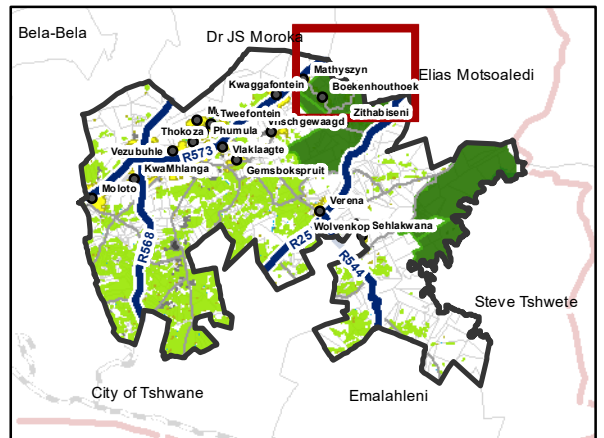 Bela-Bela
Dr JS Moroka
Mathyszyn
Elias Motsoaledi
Kwaggafontein
Boekenhouthoek
Tweefontein
Vrischgewaagd
Zithabiseni
Thokoza
Phumula
Vezubuhle
R573
Vlaklaagte
KwaMhlanga
Gemsbokspruit
Moloto
Verena
R568
R25
Wolvenkop
Sehlakwana
R544
Steve Tshwete
City of Tshwane
Emalahleni